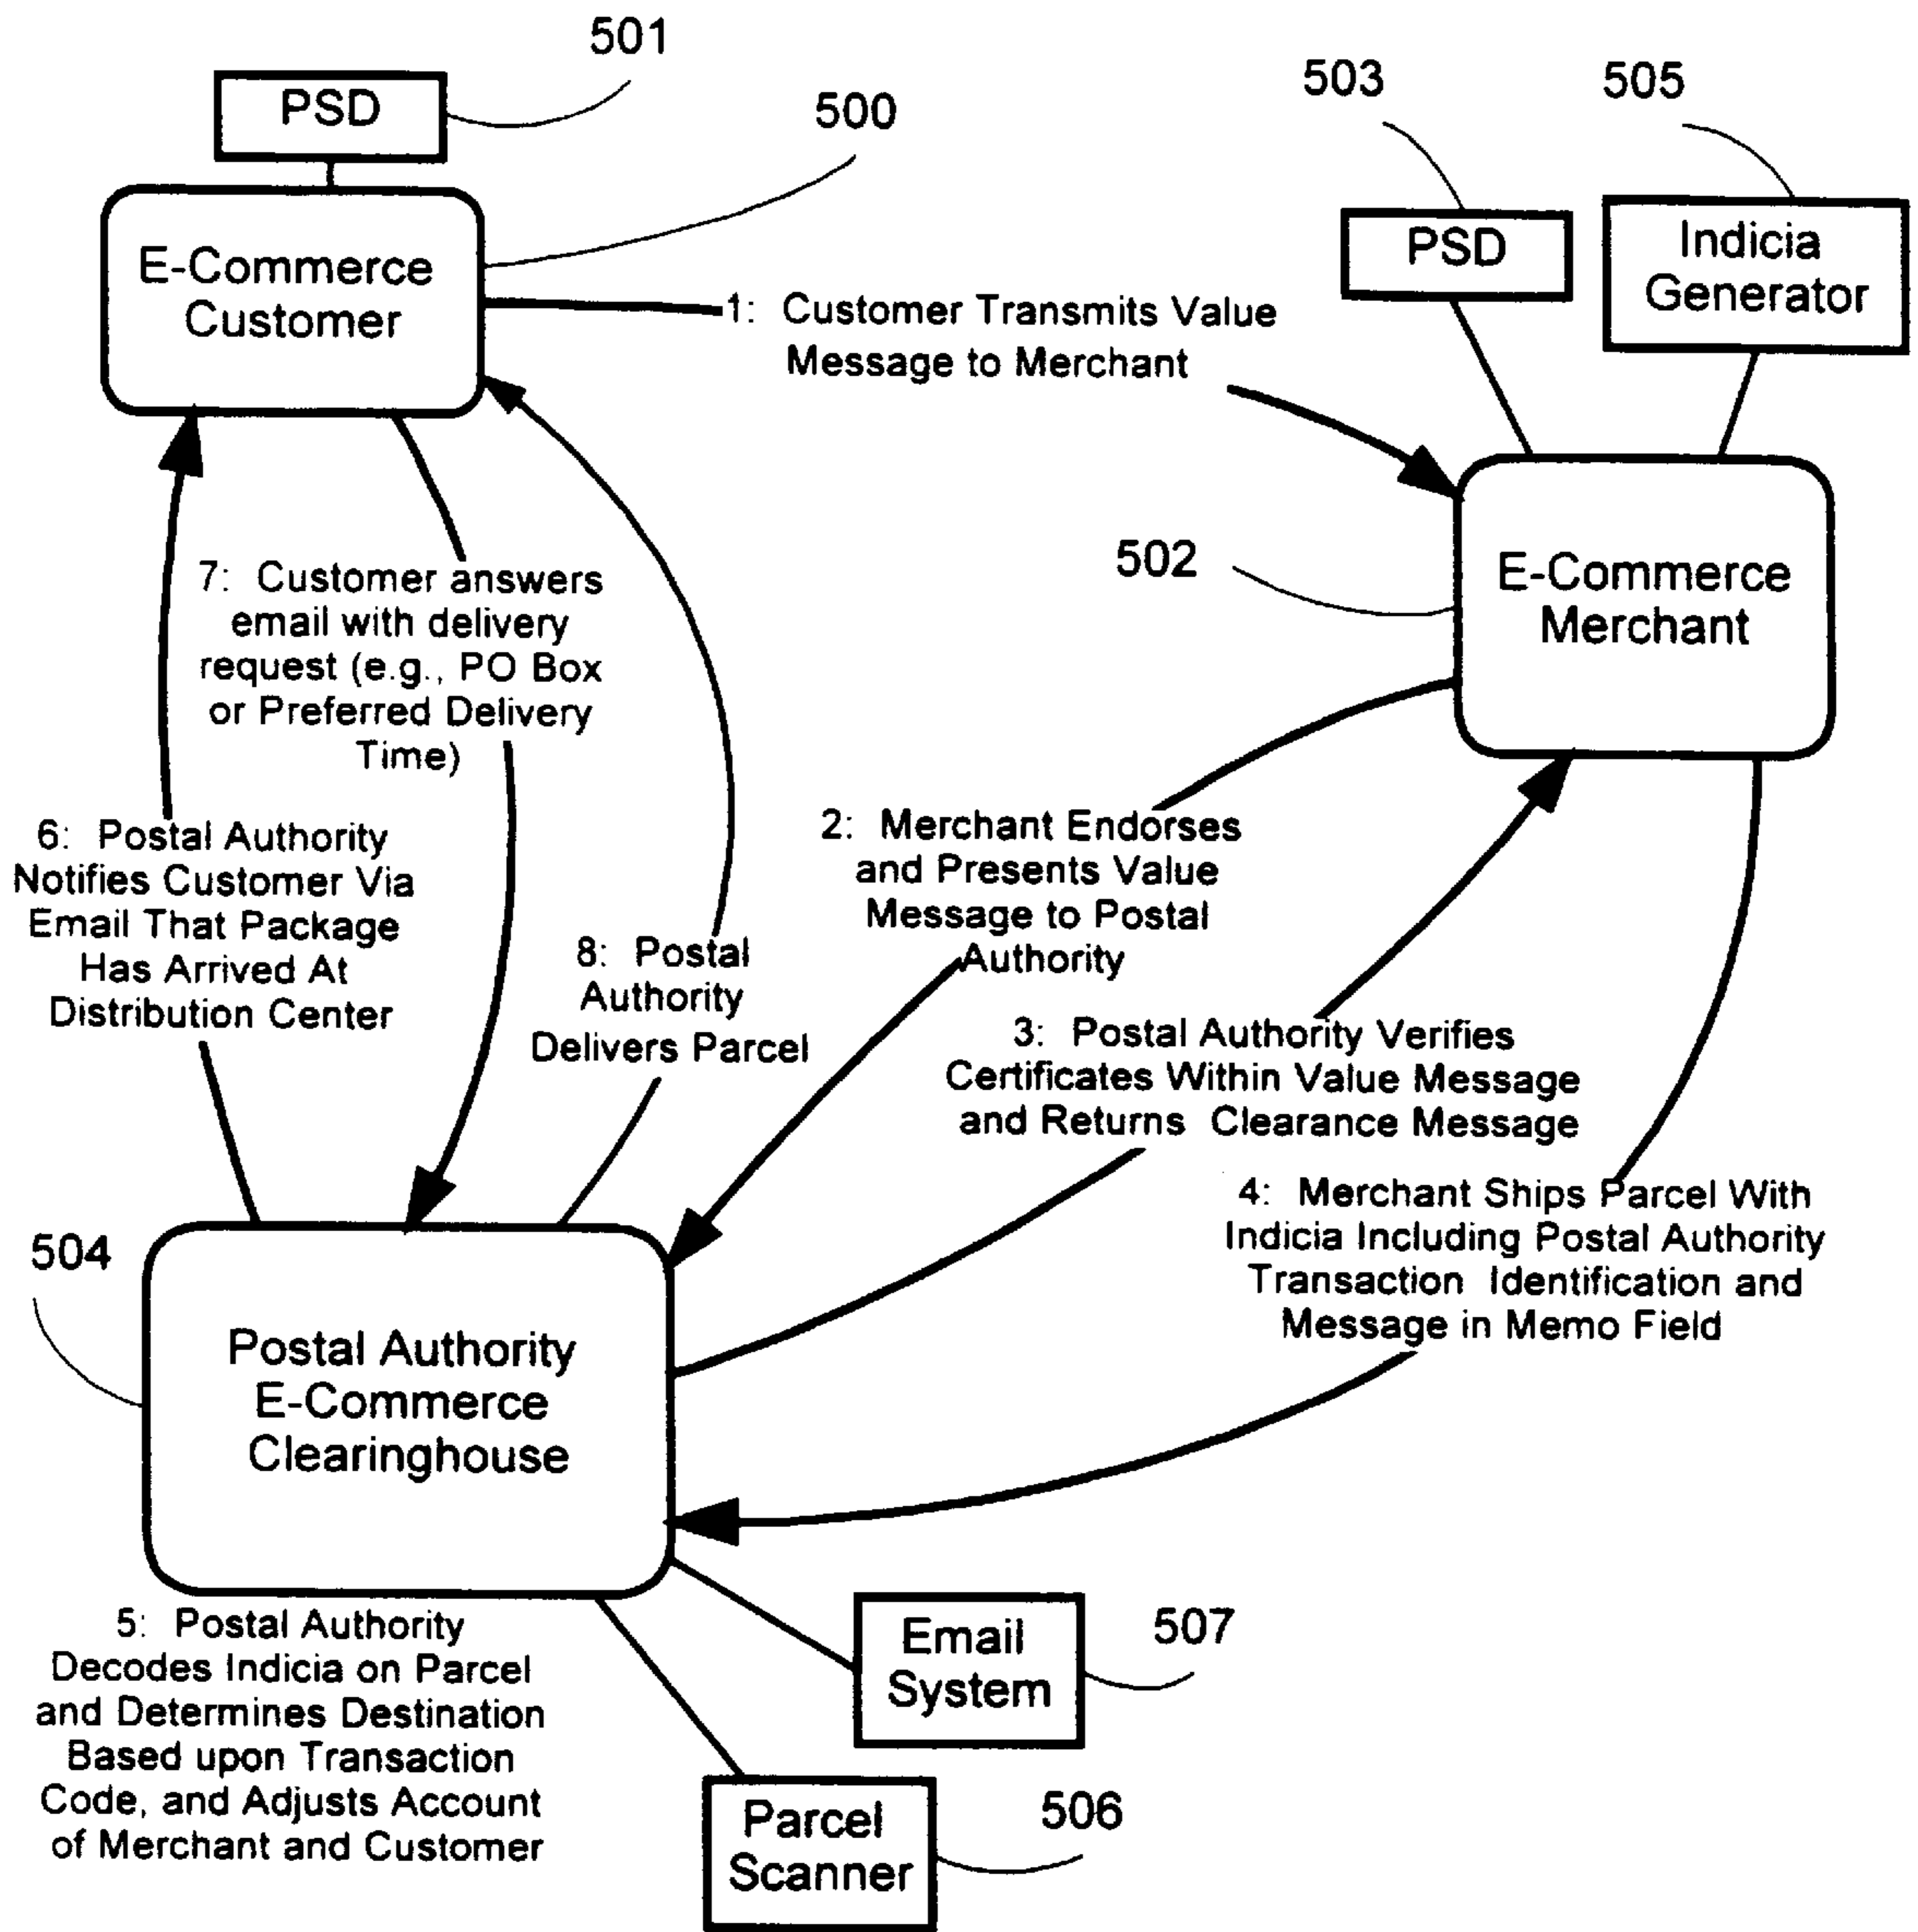 501
PSD
500
503
505
E-Commerce
Customer
PSD
Indicia
Generator
1: Customer Transmits Value
Message to Merchant
502
E-Commerce
Merchant
7: Customer answers
email with delivery
request (e.g., PO Box
or Preferred Delivery
Time)
6: Postal Authority
Notifies Customer Via
Email That Package
Has Arrived At
Distribution Center
2: Merchant Endorses
and Presents Value
Message to Postal
Authority
8: Postal
Authority
Delivers Parcel
3: Postal Authority Verifies
Certificates Within Value Message
and Returns Clearance Message
4: Merchant Ships Parcel With
Indicia Including Postal Authority
Transaction Identification and
Message in Memo Field
504
Postal Authority
E-Commerce
Clearinghouse
5: Postal Authority
Decodes Indicia on Parcel
and Determines Destination
Based upon Transaction
Code, and Adjusts Account
of Merchant and Customer
Email
System
507
Parcel
Scanner
506